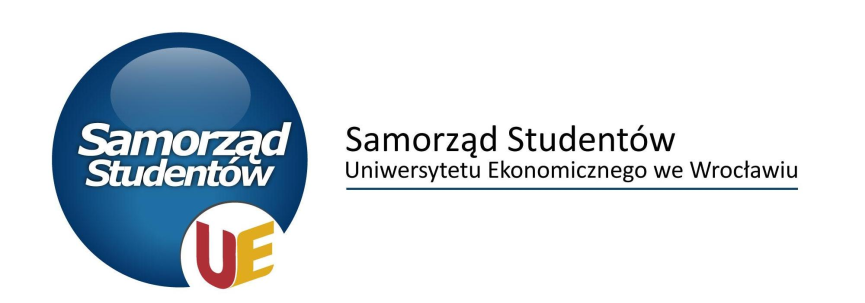 Samorząd
Studentów
UE
Samorząd Studentów
Uniwersytetu Ekonomicznego we Wrocławiu